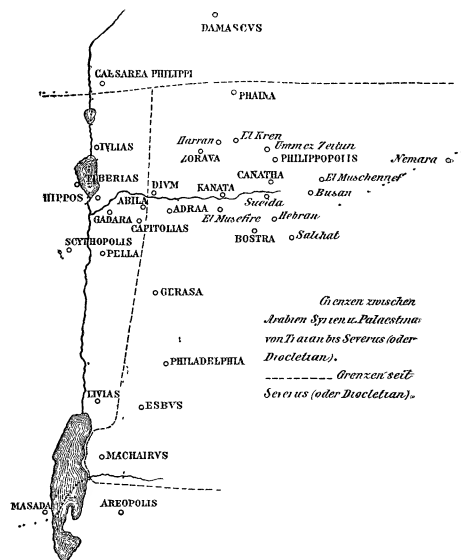 DAMASCVS
CAESAREA PHILIPPI
PHAINA
IVLIAS
Harran
El Kren
ZORAVA
Ummez Zeitun
PHILIPPOPOLIS
Nemara
TIBERIAS
CANATHA
El Muschennef
HIPPOS
DIVM
KANATA
Busan
ABILA
Sueida
GADARA
ADRAA
El Musefire
Hebran
CAPITOLIAS
SCYTHOPOLIS
BOSTRA
Salchat
PELLA
GERASA
Grenzen zwischen
Arabien Syrien u. Palaestina
von Traian bis Severus (oder
Diocletian).
PHILADELPHIA
Grenzen seit
Severus (oder Diocletian).
LIVIAS
ESBVS
MACHAIRVS
MASADA
AREOPOLIS